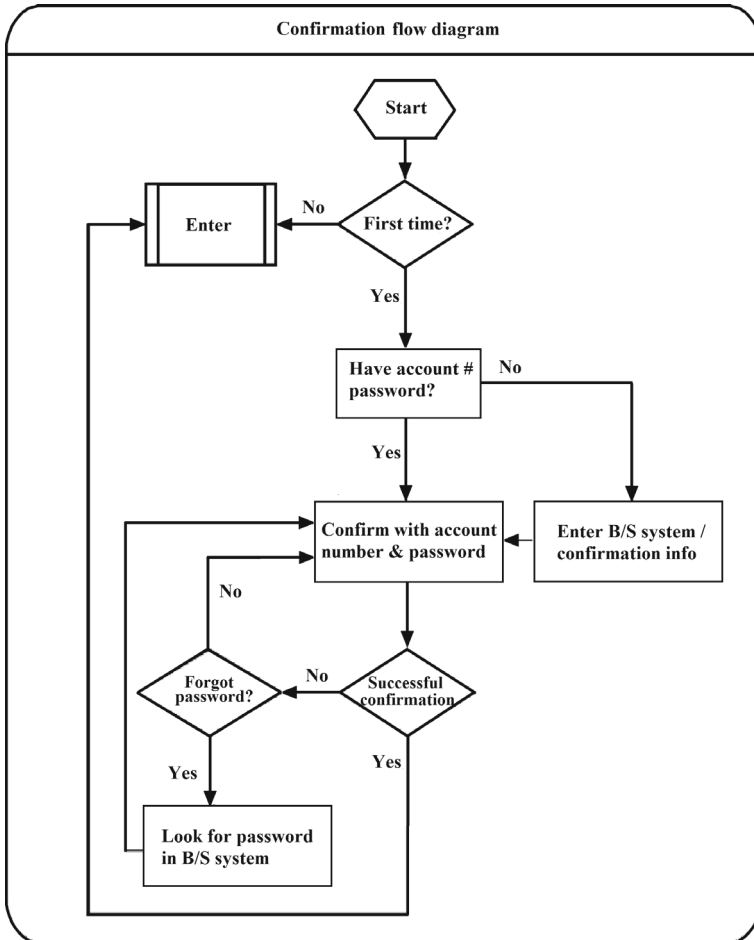 Confirmation flow diagram
Start
First time?
No
Enter
Yes
Have account #
password?
No
Yes
Confirm with account
number & password
Enter B/S system /
confirmation info
No
Forgot
password?
No
Successful
confirmation
Yes
Yes
Look for password
in B/S system